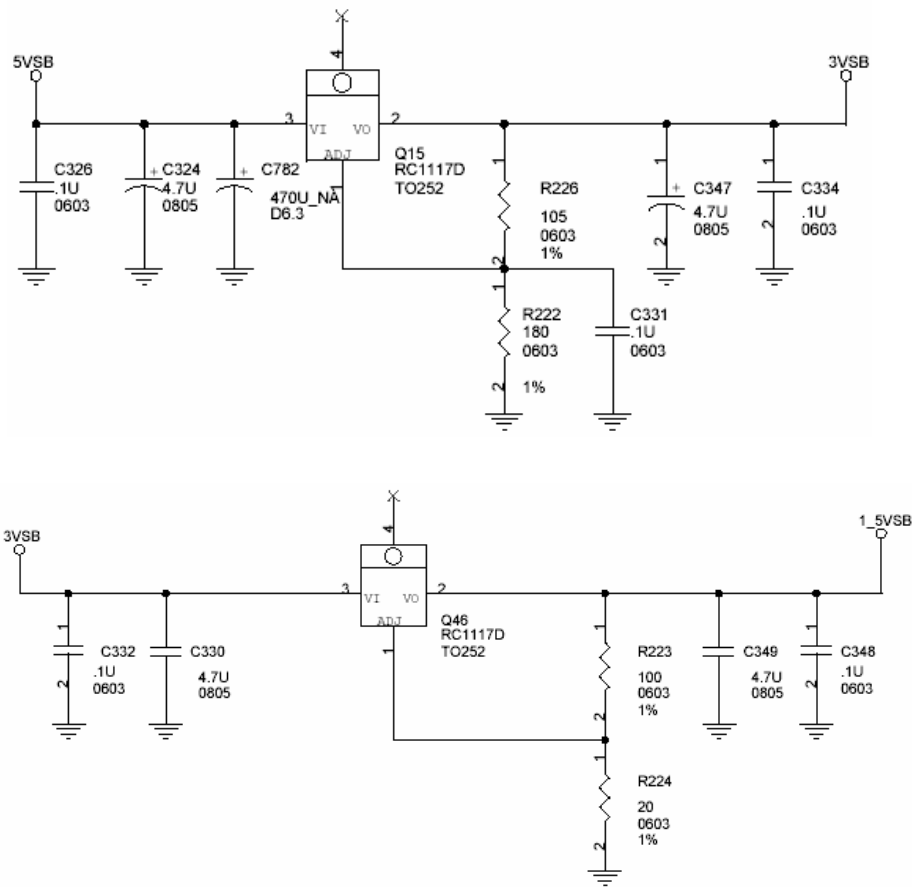 5VSB
3VSB
4
3
VI
VO
2
ADJ
1
Q15
RC1117D
TO252
C326
.1U
0603
+
C324
4.7U
0805
+
C782
470U_NA
D6.3
1
R226
105
0603
1%
2
1
+
C347
4.7U
0805
2
1
C334
.1U
0603
2
1
R222
180
0603
1%
2
C331
.1U
0603
3VSB
1_5VSB
4
3
VI
VO
2
ADJ
1
Q46
RC1117D
TO252
1
C332
.1U
0603
2
C330
4.7U
0805
1
R223
100
0603
1%
2
C349
4.7U
0805
1
C348
.1U
0603
2
1
R224
20
0603
1%
2